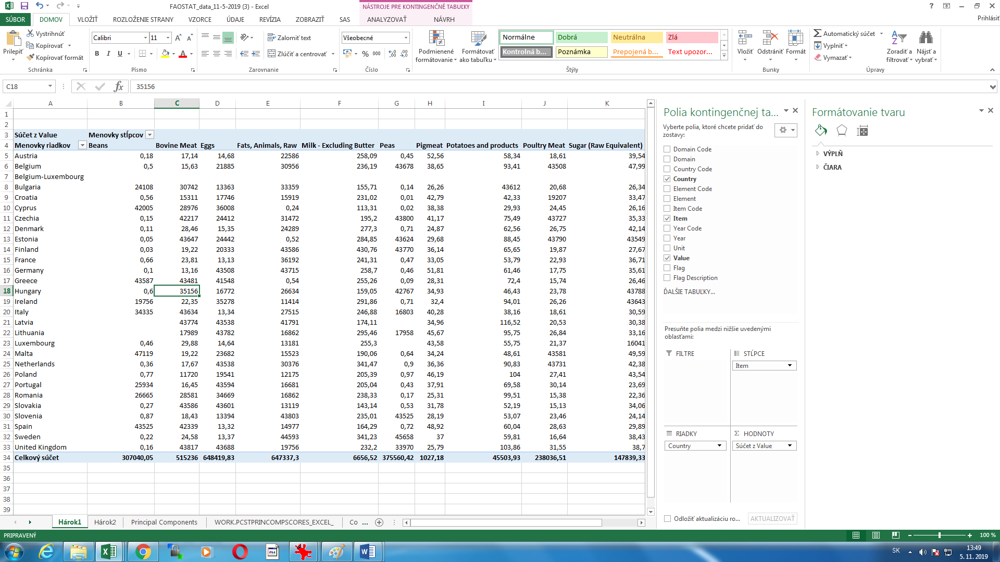 FAOSTAT_data_11-5-2019 (3) - Excel
NÁSTROJE PRE KONTINGENČNÉ TABUĽKY
SÚBOR DOMOV VLOŽIŤ ROZLOŽENIE STRANY VZORCE ÚDAJE REVÍZIA ZOBRAZIŤ SAS ANALYZOVAŤ NÁVRH Prihlásiť
Prilepiť
Vystrihnúť
Kopírovať
Kopírovať formát
Schránka
Calibri 11
B I U
Písmo
Zalomiť text
Zlúčiť a centrovať
Zarovnanie
Všeobecné
% 000
Číslo
Podmienené formátovanie
Formátovať ako tabuľku
Normálne Dobrá Neutrálna Zlá
Kontrolná b... Poznámka Prepojená b... Text upozor...
Štýly
Vložiť Odstrániť Formát
Bunky
Automatický súčet
Vyplniť
Vymazať
Zoradiť a filtrovať
Nájsť a vybrať
Úpravy
C18 fx 35156
A B C D E F G H I J K
1
2
3 Súčet z Value Menovky stĺpcov
4 Menovky riadkov Beans Bovine Meat Eggs Fats, Animals, Raw Milk - Excluding Butter Peas Pigmeat Potatoes and products Poultry Meat Sugar (Raw Equivalent)
5 Austria 0,18 17,14 14,68 22586 258,09 0,45 52,56 58,34 18,61 39,54
6 Belgium 0,5 15,63 21885 30956 236,19 43678 38,65 93,41 43508 47,99
7 Belgium-Luxembourg
8 Bulgaria 24108 30742 13363 33359 155,71 0,14 26,26 43612 20,68 26,34
9 Croatia 0,56 15311 17746 15919 231,02 0,01 42,79 42,33 19207 33,47
10 Cyprus 42005 28976 36008 0,24 113,31 0,02 38,38 29,93 24,45 26,16
11 Czechia 0,15 42217 24412 31472 195,2 43800 41,17 75,49 43727 35,33
12 Denmark 0,11 28,46 15,35 24289 277,3 0,71 24,87 62,56 26,75 42,14
13 Estonia 0,05 43647 24442 0,52 284,85 43624 29,68 88,45 43790 43549
14 Finland 0,03 19,22 20333 43586 430,76 43770 36,14 65,65 19,87 27,67
15 France 0,66 23,81 13,13 36192 241,31 0,47 33,05 53,79 22,93 36,71
16 Germany 0,1 13,16 43508 43715 258,7 0,46 51,81 61,46 17,75 35,61
17 Greece 43587 43481 41548 0,54 255,26 0,09 28,31 72,4 15,74 26,46
18 Hungary 0,6 35156 16772 26634 159,05 42767 34,93 46,43 23,78 43788
19 Ireland 19756 22,35 35278 11414 291,86 0,71 32,4 94,01 26,26 43643
20 Italy 34335 43634 13,34 27515 246,88 16803 40,28 38,16 18,61 30,59
21 Latvia 43774 43538 41791 174,11 34,96 116,52 20,53 30,38
22 Lithuania 17989 43782 16862 295,46 17958 45,67 95,75 26,84 33,16
23 Luxembourg 0,46 29,88 14,64 13181 255,3 43,58 55,75 21,37 16041
24 Malta 47119 19,22 23682 15523 190,06 0,64 34,24 48,61 43581 49,59
25 Netherlands 0,36 17,67 43538 30376 341,47 0,9 36,36 90,83 43731 42,38
26 Poland 0,77 11720 19541 12175 205,39 0,97 46,19 104 27,41 43,54
27 Portugal 25934 16,45 43594 16681 205,04 0,43 37,91 69,58 30,14 23,69
28 Romania 26665 28581 34669 16862 238,33 0,17 25,31 99,51 15,38 22,36
29 Slovakia 0,27 43586 43601 13119 143,14 0,53 31,78 52,19 15,13 34,06
30 Slovenia 0,87 18,43 13394 43803 235,01 43525 28,19 53,07 23,46 24,14
31 Spain 43525 42339 13,32 14977 164,29 0,72 48,92 60,04 28,63 29,89
32 Sweden 0,22 24,58 13,37 44593 341,23 45658 37 59,81 16,64 38,43
33 United Kingdom 0,16 43817 43688 19756 232,2 33970 25,79 103,86 31,55 38,7
34 Celkový súčet 307040,05 515236 648419,83 647337,3 6656,52 375560,42 1027,18 45503,93 238036,51 147839,33
35
36
37
38
39
Hárok1 Hárok2 Principal Components WORK.PCSTPRINCOMPSCORES_EXCEL_ Co ...
Polia kontingenčnej ta...
Vyberte polia, ktoré chcete pridať do
zostavy:
Domain Code
Domain
Country Code
Country
Element Code
Element
Item Code
Item
Year Code
Year
Unit
Value
Flag
Flag Description
ĎALŠIE TABUĽKY...
Presuňte polia medzi nižšie uvedenými
oblasťami:
FILTRE STĹPCE
Item
RIADKY HODNOTY
Country Súčet z Value
Odložiť aktualizáciu ro... AKTUALIZOVAŤ
Formátovanie tvaru
VÝPLŇ
ČIARA
PRIPRAVENÝ 100 %
SK 13:49
5. 11. 2019